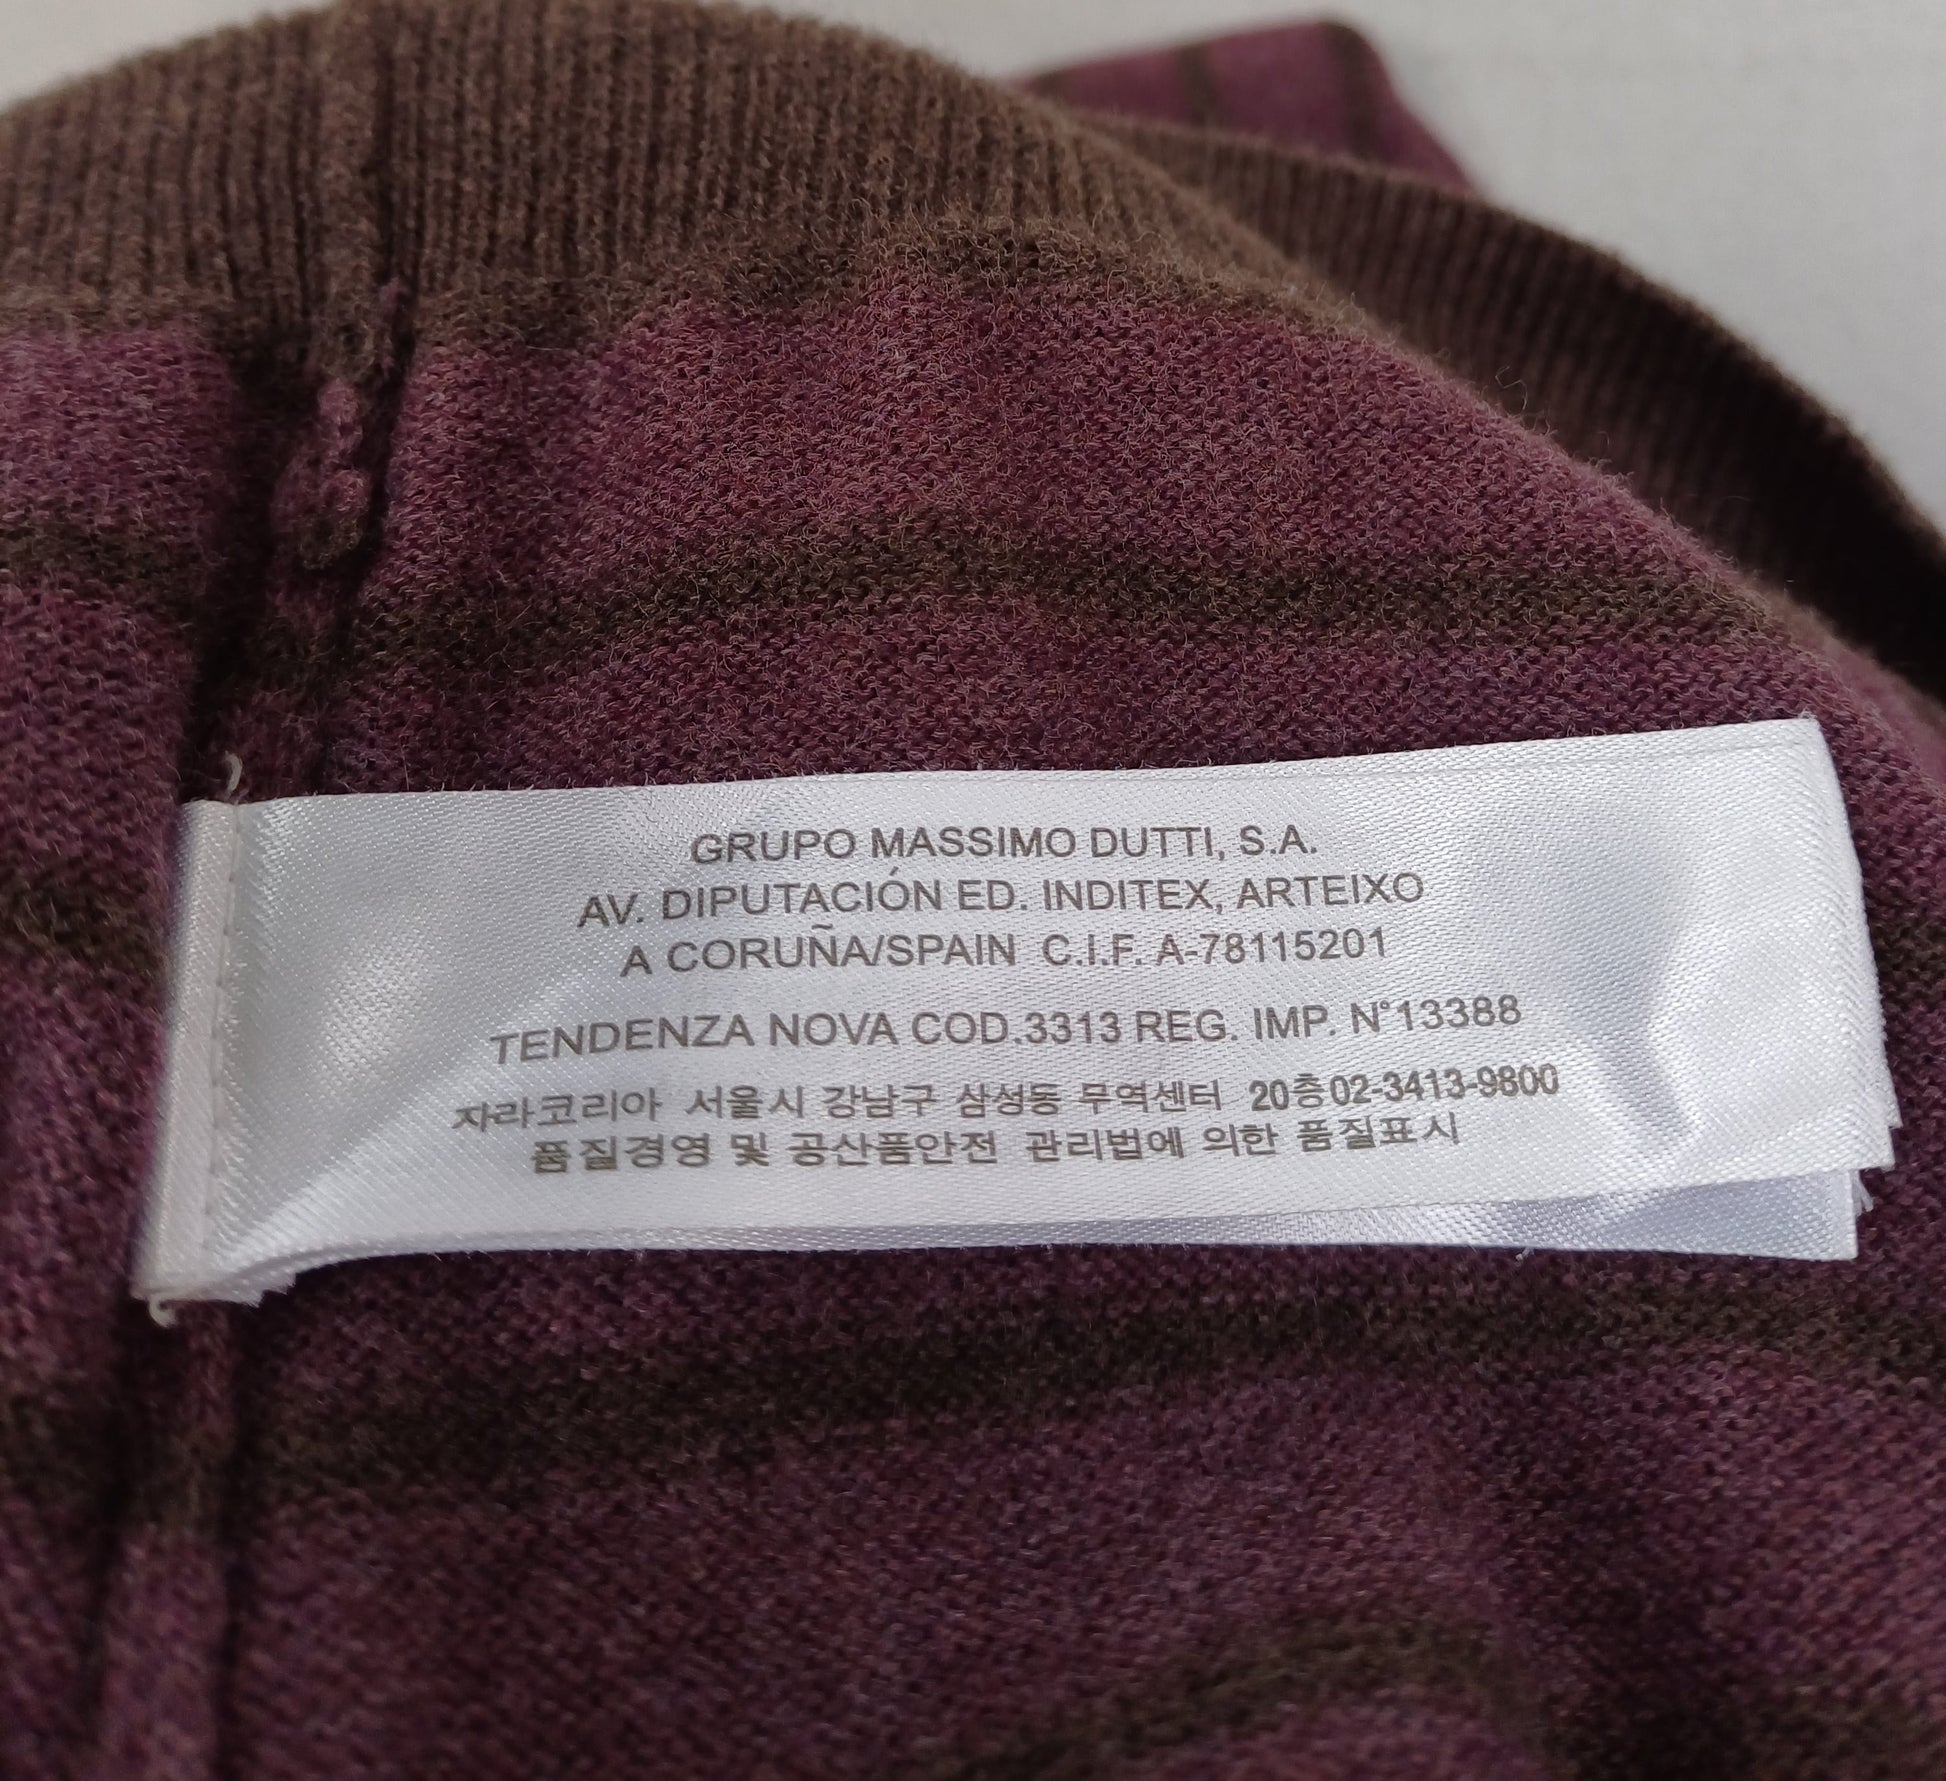 GRUPO MASSIMO DUTTI, S.A.
AV. DIPUTACIÓN ED. INDITEX, ARTEIXO
A CORUÑA/SPAIN C.I.F. A-78115201
TENDENZA NOVA COD.3313 REG. IMP. N°13388
자라코리아 서울시 강남구 삼성동 무역센터 20층02-3413-9800
품질경영 및 공산품안전 관리법에 의한 품질표시